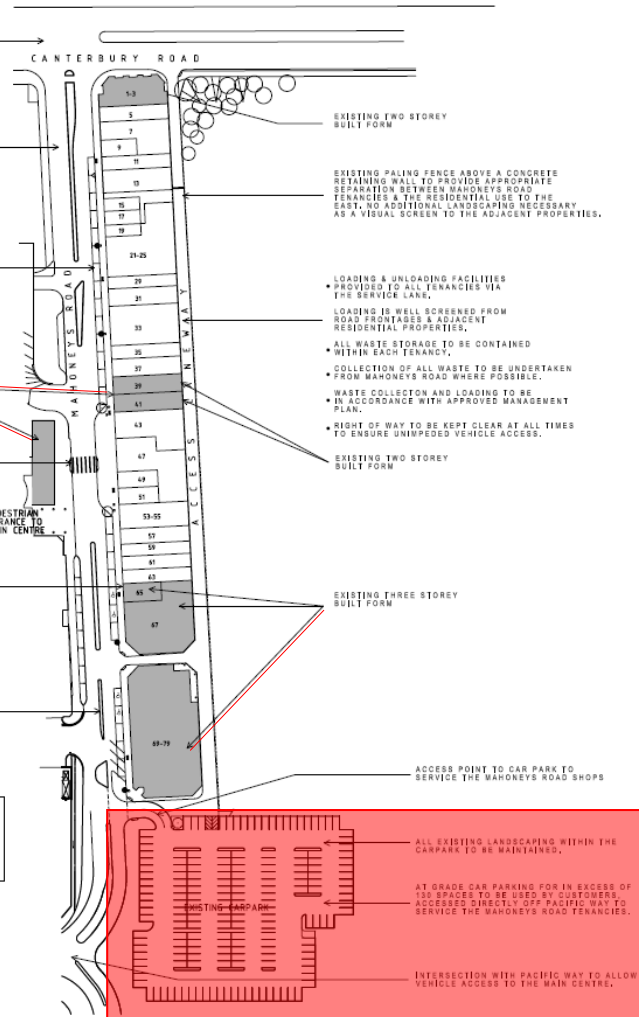 CANTERBURY ROAD
1-3
EXISTING TWO STOREY
BUILT FORM
5
7
9
11
EXISTING PALING FENCE ABOVE A CONCRETE
RETAINING WALL TO PROVIDE APPROPRIATE
SEPARATION BETWEEN MAHONEYS ROAD
TENANCIES & THE RESIDENTIAL USE TO THE
EAST. NO ADDITIONAL LANDSCAPING NECESSARY
AS A VISUAL SCREEN TO THE ADJACENT PROPERTIES.
13
15
17
19
21-25
29
31
33
35
37
39
41
43
47
49
51
53-55
57
59
61
63
65
67
69-79
MAHONEYS ROAD
ACCESS LANEWAY
• LOADING & UNLOADING FACILITIES
PROVIDED TO ALL TENANCIES VIA
THE SERVICE LANE.
LOADING IS WELL SCREENED FROM
ROAD FRONTAGES & ADJACENT
RESIDENTIAL PROPERTIES.
• ALL WASTE STORAGE TO BE CONTAINED
WITHIN EACH TENANCY.
• COLLECTION OF ALL WASTE TO BE UNDERTAKEN
FROM MAHONEYS ROAD WHERE POSSIBLE.
WASTE COLLECTON AND LOADING TO BE
• IN ACCORDANCE WITH APPROVED MANAGEMENT
PLAN.
• RIGHT OF WAY TO BE KEPT CLEAR AT ALL TIMES
TO ENSURE UNIMPEDED VEHICLE ACCESS.
EXISTING TWO STOREY
BUILT FORM
DESTRIAN
RANCE TO
IN CENTRE
EXISTING THREE STOREY
BUILT FORM
ACCESS POINT TO CAR PARK TO
SERVICE THE MAHONEYS ROAD SHOPS
ALL EXISTING LANDSCAPING WITHIN THE
CARPARK TO BE MAINTAINED.
EXISTING CARPARK
AT GRADE CAR PARKING FOR IN EXCESS OF
130 SPACES TO BE USED BY CUSTOMERS.
ACCESSED DIRECTLY OFF PACIFIC WAY TO
SERVICE THE MAHONEYS ROAD TENANCIES.
INTERSECTION WITH PACIFIC WAY TO ALLOW
VEHICLE ACCESS TO THE MAIN CENTRE.